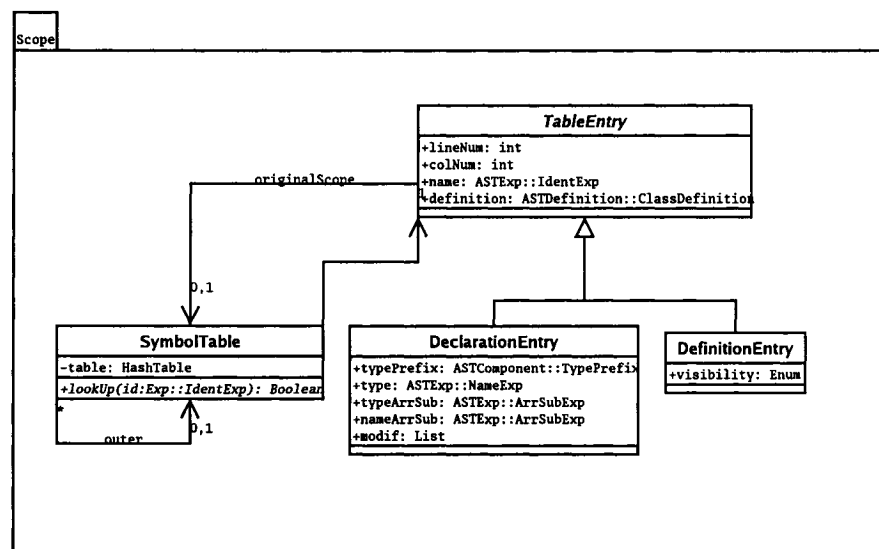 Scope
TableEntry
+lineNum: int
+colNum: int
+name: ASTExp::IdentExp
+definition: ASTDefinition::ClassDefinition
originalScope
1
0,1
SymbolTable
-table: HashTable
+lookUp(id:Exp::IdentExp): Boolean
*
outer
0,1
DeclarationEntry
+typePrefix: ASTComponent::TypePrefix
+type: ASTExp::NameExp
+typeArrSub: ASTExp::ArrSubExp
+nameArrSub: ASTExp::ArrSubExp
+modif: List
DefinitionEntry
+visibility: Enum